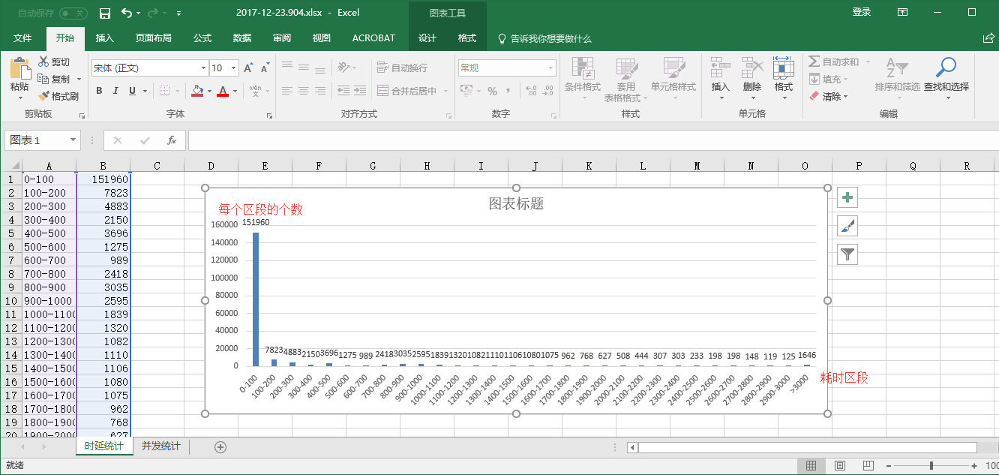 自动保存 关 2017-12-23.904.xlsx - Excel 图表工具 登录
文件 开始 插入 页面布局 公式 数据 审阅 视图 ACROBAT 设计 格式 告诉我你想要做什么
粘贴 剪切 复制 格式刷
宋体 (正文) 10 A A
B I U A wén
自动换行
合并后居中
常规
% , .00 .00
条件格式 套用表格格式 单元格样式 插入 删除 格式
Σ 自动求和 填充 清除 排序和筛选 查找和选择
剪贴板 字体 对齐方式 数字 样式 单元格 编辑
图表 1 fx
A B C D E F G H I J K L M N O P Q R
1 0-100 151960
2 100-200 7823
3 200-300 4883
4 300-400 2150
5 400-500 3696
6 500-600 1275
7 600-700 989
8 700-800 2418
9 800-900 3035
10 900-1000 2595
11 1000-1100 1839
12 1100-1200 1320
13 1200-1300 1082
14 1300-1400 1110
15 1400-1500 1106
16 1500-1600 1080
17 1600-1700 1075
18 1700-1800 962
19 1800-1900 768
20 1900-2000 627
图表标题
每个区段的个数
160000
140000
120000
100000
80000
60000
40000
20000
0
151960 7823 4883 2150 3696 1275 989 2418 3035 2595 1839 1320 1082 1110 1106 1080 1075 962 768 627 508 444 307 303 233 198 198 148 119 125 1646
0-100 100-200 200-300 300-400 400-500 500-600 600-700 700-800 800-900 900-1000 1000-1100 1100-1200 1200-1300 1300-1400 1400-1500 1500-1600 1600-1700 1700-1800 1800-1900 1900-2000 2000-2100 2100-2200 2200-2300 2300-2400 2400-2500 2500-2600 2600-2700 2700-2800 2800-2900 2900-3000 >3000
耗时区段
时延统计 并发统计
就绪 100